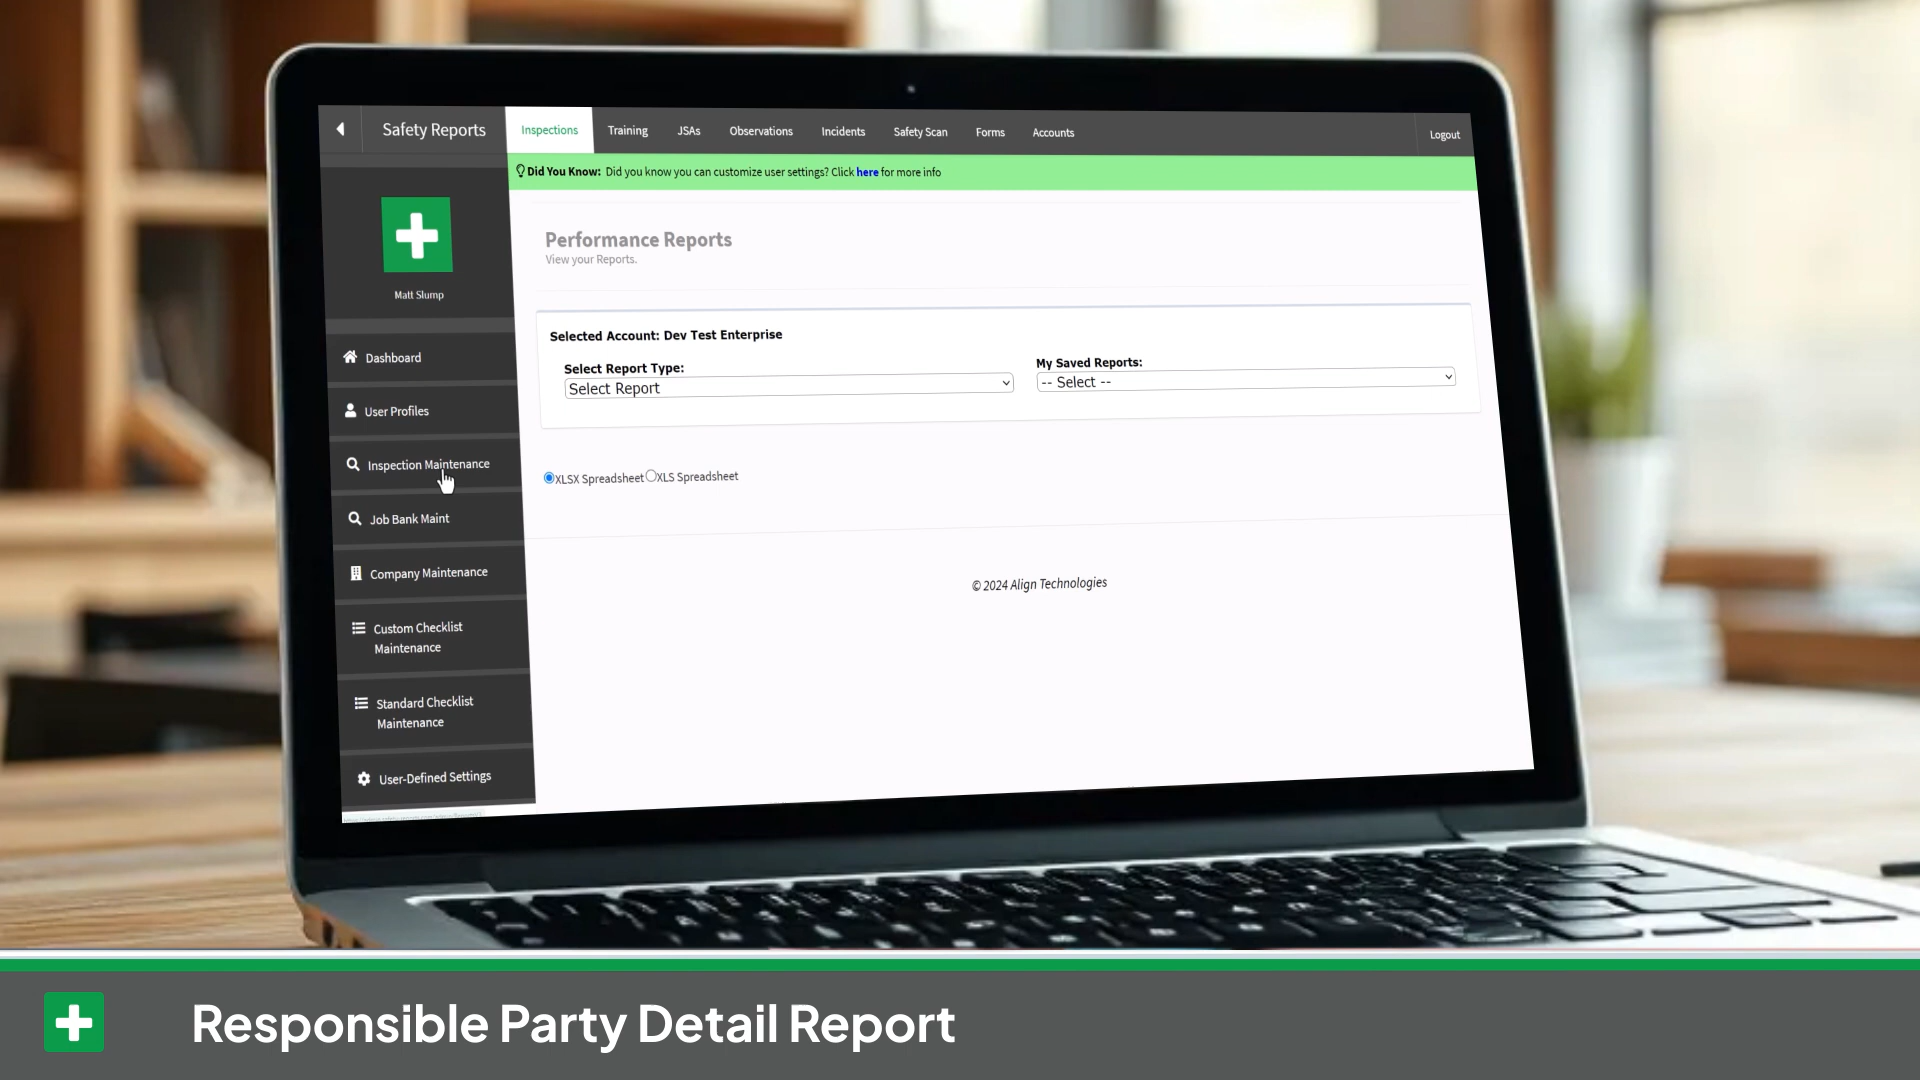 Safety Reports
Inspections
Training
JSAs
Observations
Incidents
Safety Scan
Forms
Accounts
Logout
Did You Know: Did you know you can customize user settings? Click here for more info
Matt Slump
Dashboard
User Profiles
Inspection Maintenance
Job Bank Maint
Company Maintenance
Custom Checklist
Maintenance
Standard Checklist
Maintenance
User-Defined Settings
Performance Reports
View your Reports.
Selected Account: Dev Test Enterprise
Select Report Type:
Select Report
My Saved Reports:
-- Select --
XLSX Spreadsheet XLS Spreadsheet
© 2024 Align Technologies
Responsible Party Detail Report